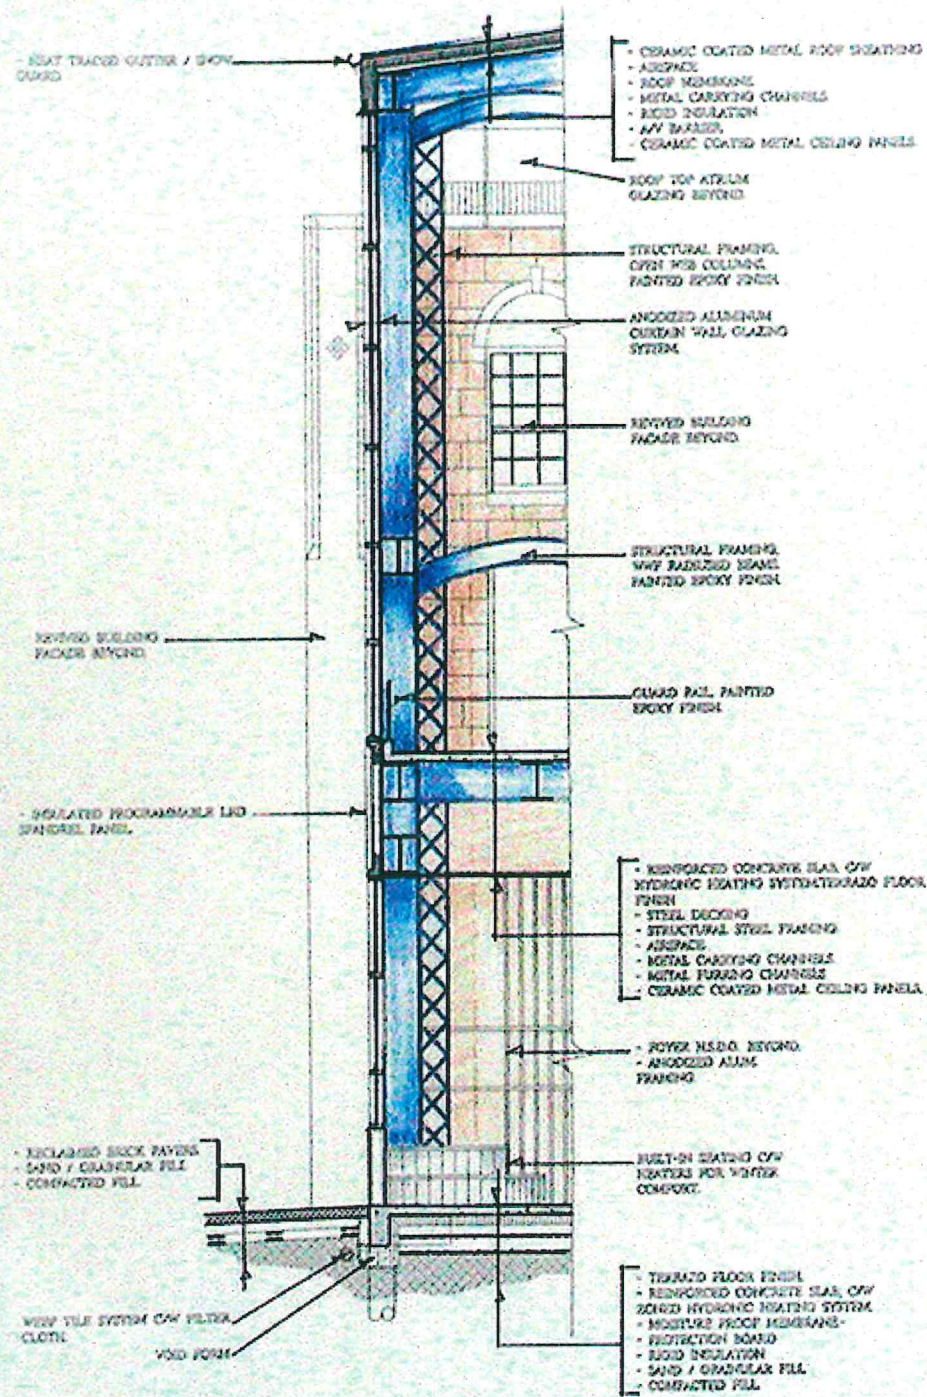 - HEAT TRACED GUTTER / SNOW
GUARD.
- CERAMIC COATED METAL ROOF SHEATHING
- AIRSPACE
- ROOF MEMBRANE
- METAL CARRYING CHANNELS
- RIGID INSULATION
- A/V BARRIER
- CERAMIC COATED METAL CEILING PANELS
ROOF TOP ATRIUM
GLAZING BEYOND.
STRUCTURAL FRAMING,
OPEN WEB COLUMNS,
PAINTED EPOXY FINISH.
ANODIZED ALUMINUM
CURTAIN WALL GLAZING
SYSTEM.
REVIVED BUILDING
FACADE BEYOND.
STRUCTURAL FRAMING,
WWF RADIUSED BEAMS,
PAINTED EPOXY FINISH.
REVIVED BUILDING
FACADE BEYOND.
GUARD RAIL, PAINTED
EPOXY FINISH.
- INSULATED PROGRAMMABLE LED
SPANDREL PANEL.
- REINFORCED CONCRETE SLAB, C/W
HYDRONIC HEATING SYSTEM.TERRAZO FLOOR
FINISH
- STEEL DECKING
- STRUCTURAL STEEL FRAMING
- AIRSPACE
- METAL CARRYING CHANNELS
- METAL FURRING CHANNELS
- CERAMIC COATED METAL CEILING PANELS
- FOYER H.S.D.O. BEYOND.
- ANODIZED ALUM.
FRAMING.
- RECLAIMED BRICK PAVERS
- SAND / GRAINULAR FILL
- COMPACTED FILL
BUILT-IN SEATING C/W
HEATERS FOR WINTER
COMFORT.
WEEP TILE SYSTEM C/W FILTER
CLOTH.
VOID FORM
- TERRAZO FLOOR FINISH
- REINFORCED CONCRETE SLAB, C/W
ZONED HYDRONIC HEATING SYSTEM
- MOISTURE PROOF MEMBRANE-
- PROTECTION BOARD
- RIGID INSULATION
- SAND / GRAINULAR FILL
- COMPACTED FILL